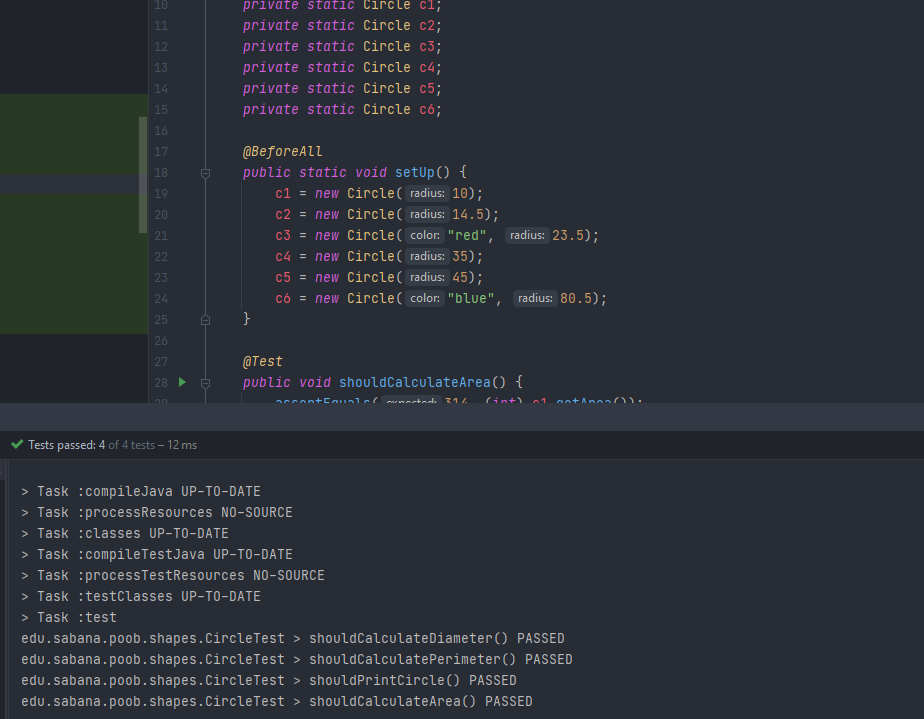 10 private static Circle c1;
11 private static Circle c2;
12 private static Circle c3;
13 private static Circle c4;
14 private static Circle c5;
15 private static Circle c6;
16
17 @BeforeAll
18 public static void setUp() {
19 c1 = new Circle( radius: 10);
20 c2 = new Circle( radius: 14.5);
21 c3 = new Circle( color: "red", radius: 23.5);
22 c4 = new Circle( radius: 35);
23 c5 = new Circle( radius: 45);
24 c6 = new Circle( color: "blue", radius: 80.5);
25 }
26
27 @Test
28 public void shouldCalculateArea() {
29 assertEquals( expected: 314, (int) c1.getArea());
Tests passed: 4 of 4 tests – 12 ms
> Task :compileJava UP-TO-DATE
> Task :processResources NO-SOURCE
> Task :classes UP-TO-DATE
> Task :compileTestJava UP-TO-DATE
> Task :processTestResources NO-SOURCE
> Task :testClasses UP-TO-DATE
> Task :test
edu.sabana.poob.shapes.CircleTest > shouldCalculateDiameter() PASSED
edu.sabana.poob.shapes.CircleTest > shouldCalculatePerimeter() PASSED
edu.sabana.poob.shapes.CircleTest > shouldPrintCircle() PASSED
edu.sabana.poob.shapes.CircleTest > shouldCalculateArea() PASSED